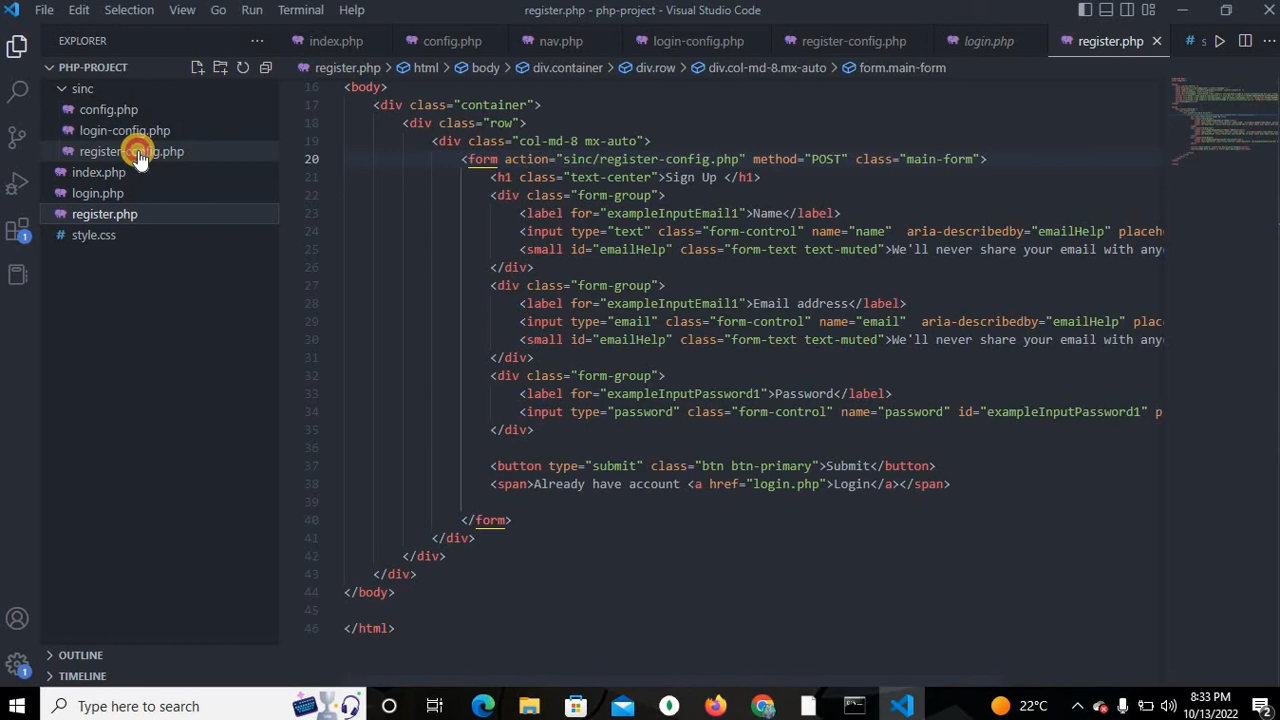 File Edit Selection View Go Run Terminal Help
register.php - php-project - Visual Studio Code
EXPLORER
index.php config.php nav.php login-config.php register-config.php login.php register.php
PHP-PROJECT
register.php > html > body > div.container > div.row > div.col-md-8.mx-auto > form.main-form
sinc
config.php
login-config.php
register-config.php
index.php
login.php
register.php
style.css
1
OUTLINE
TIMELINE
1
16 <body>
17 <div class="container">
18 <div class="row">
19 <div class="col-md-8 mx-auto">
20 <form action="sinc/register-config.php" method="POST" class="main-form">
21 <h1 class="text-center">Sign Up </h1>
22 <div class="form-group">
23 <label for="exampleInputEmail1">Name</label>
24 <input type="text" class="form-control" name="name"  aria-describedby="emailHelp" placeho
25 <small id="emailHelp" class="form-text text-muted">We'll never share your email with any
26 </div>
27 <div class="form-group">
28 <label for="exampleInputEmail1">Email address</label>
29 <input type="email" class="form-control" name="email"  aria-describedby="emailHelp" plac
30 <small id="emailHelp" class="form-text text-muted">We'll never share your email with any
31 </div>
32 <div class="form-group">
33 <label for="exampleInputPassword1">Password</label>
34 <input type="password" class="form-control" name="password" id="exampleInputPassword1" p
35 </div>
36
37 <button type="submit" class="btn btn-primary">Submit</button>
38 <span>Already have account <a href="login.php">Login</a></span>
39
40 </form>
41 </div>
42 </div>
43 </div>
44 </body>
45
46 </html>
Type here to search
22°C
8:33 PM
10/13/2022
2